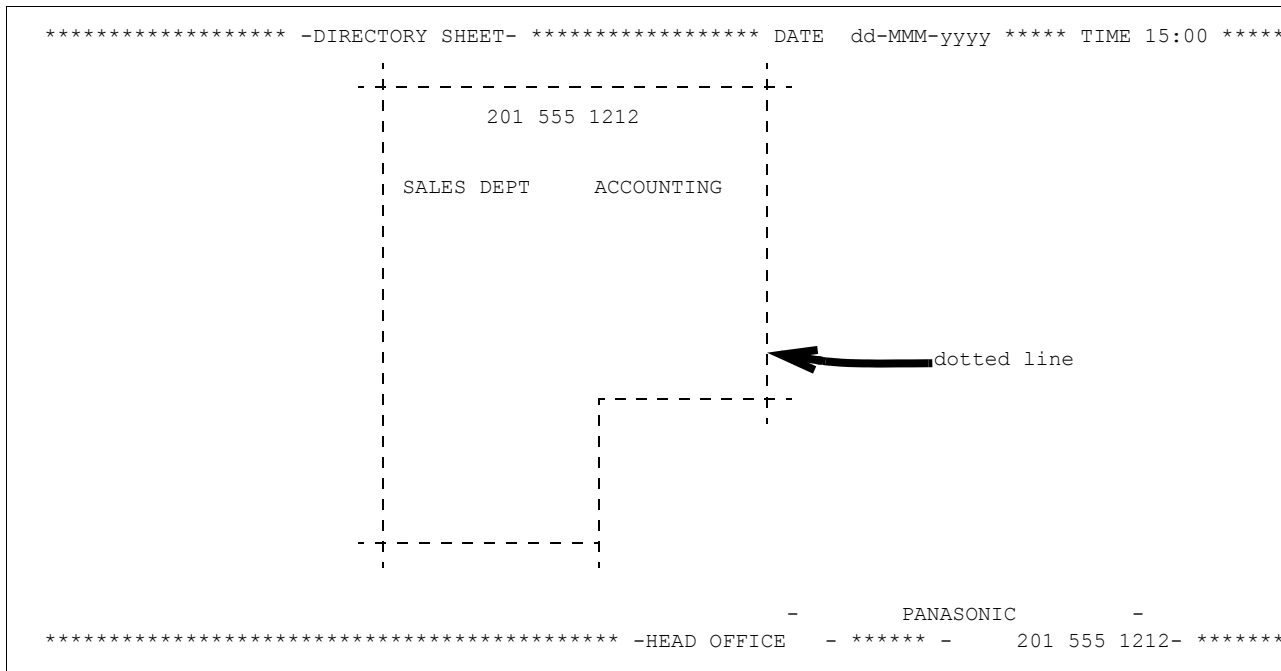 ******************* -DIRECTORY SHEET- ****************** DATE  dd-MMM-yyyy ***** TIME 15:00 *****
201 555 1212
SALES DEPT     ACCOUNTING
dotted line
-        PANASONIC         -
********************************************* -HEAD OFFICE   - ****** -     201 555 1212- *******